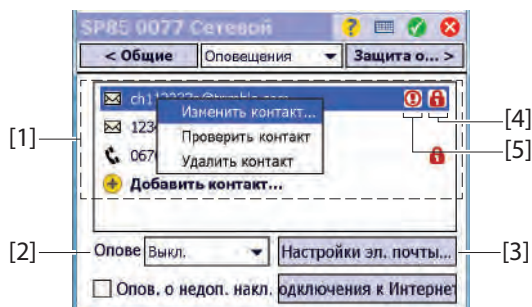 SP85 0077 Сетевой
< Общие Оповещения Защита о... >
Изменить контакт...
[1] 123 Проверить контакт [4]
067 Удалить контакт [5]
Добавить контакт...
[2] Опове Выкл. Настройки эл. почты... [3]
Опов. о недоп. накл. одключения к Интернет